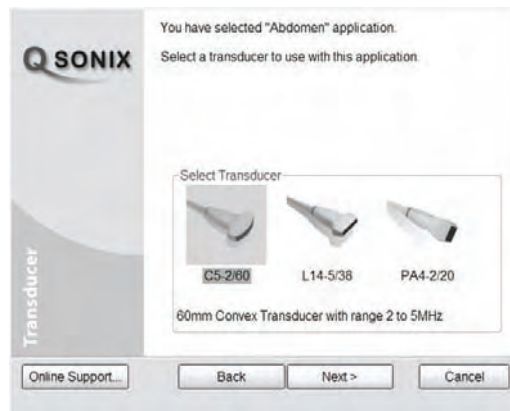 You have selected "Abdomen" application.
Q SONIX
Select a transducer to use with this application.
Select Transducer
C5-2/60 L14-5/38 PA4-2/20
60mm Convex Transducer with range 2 to 5MHz
Transducer
Online Support... Back Next > Cancel